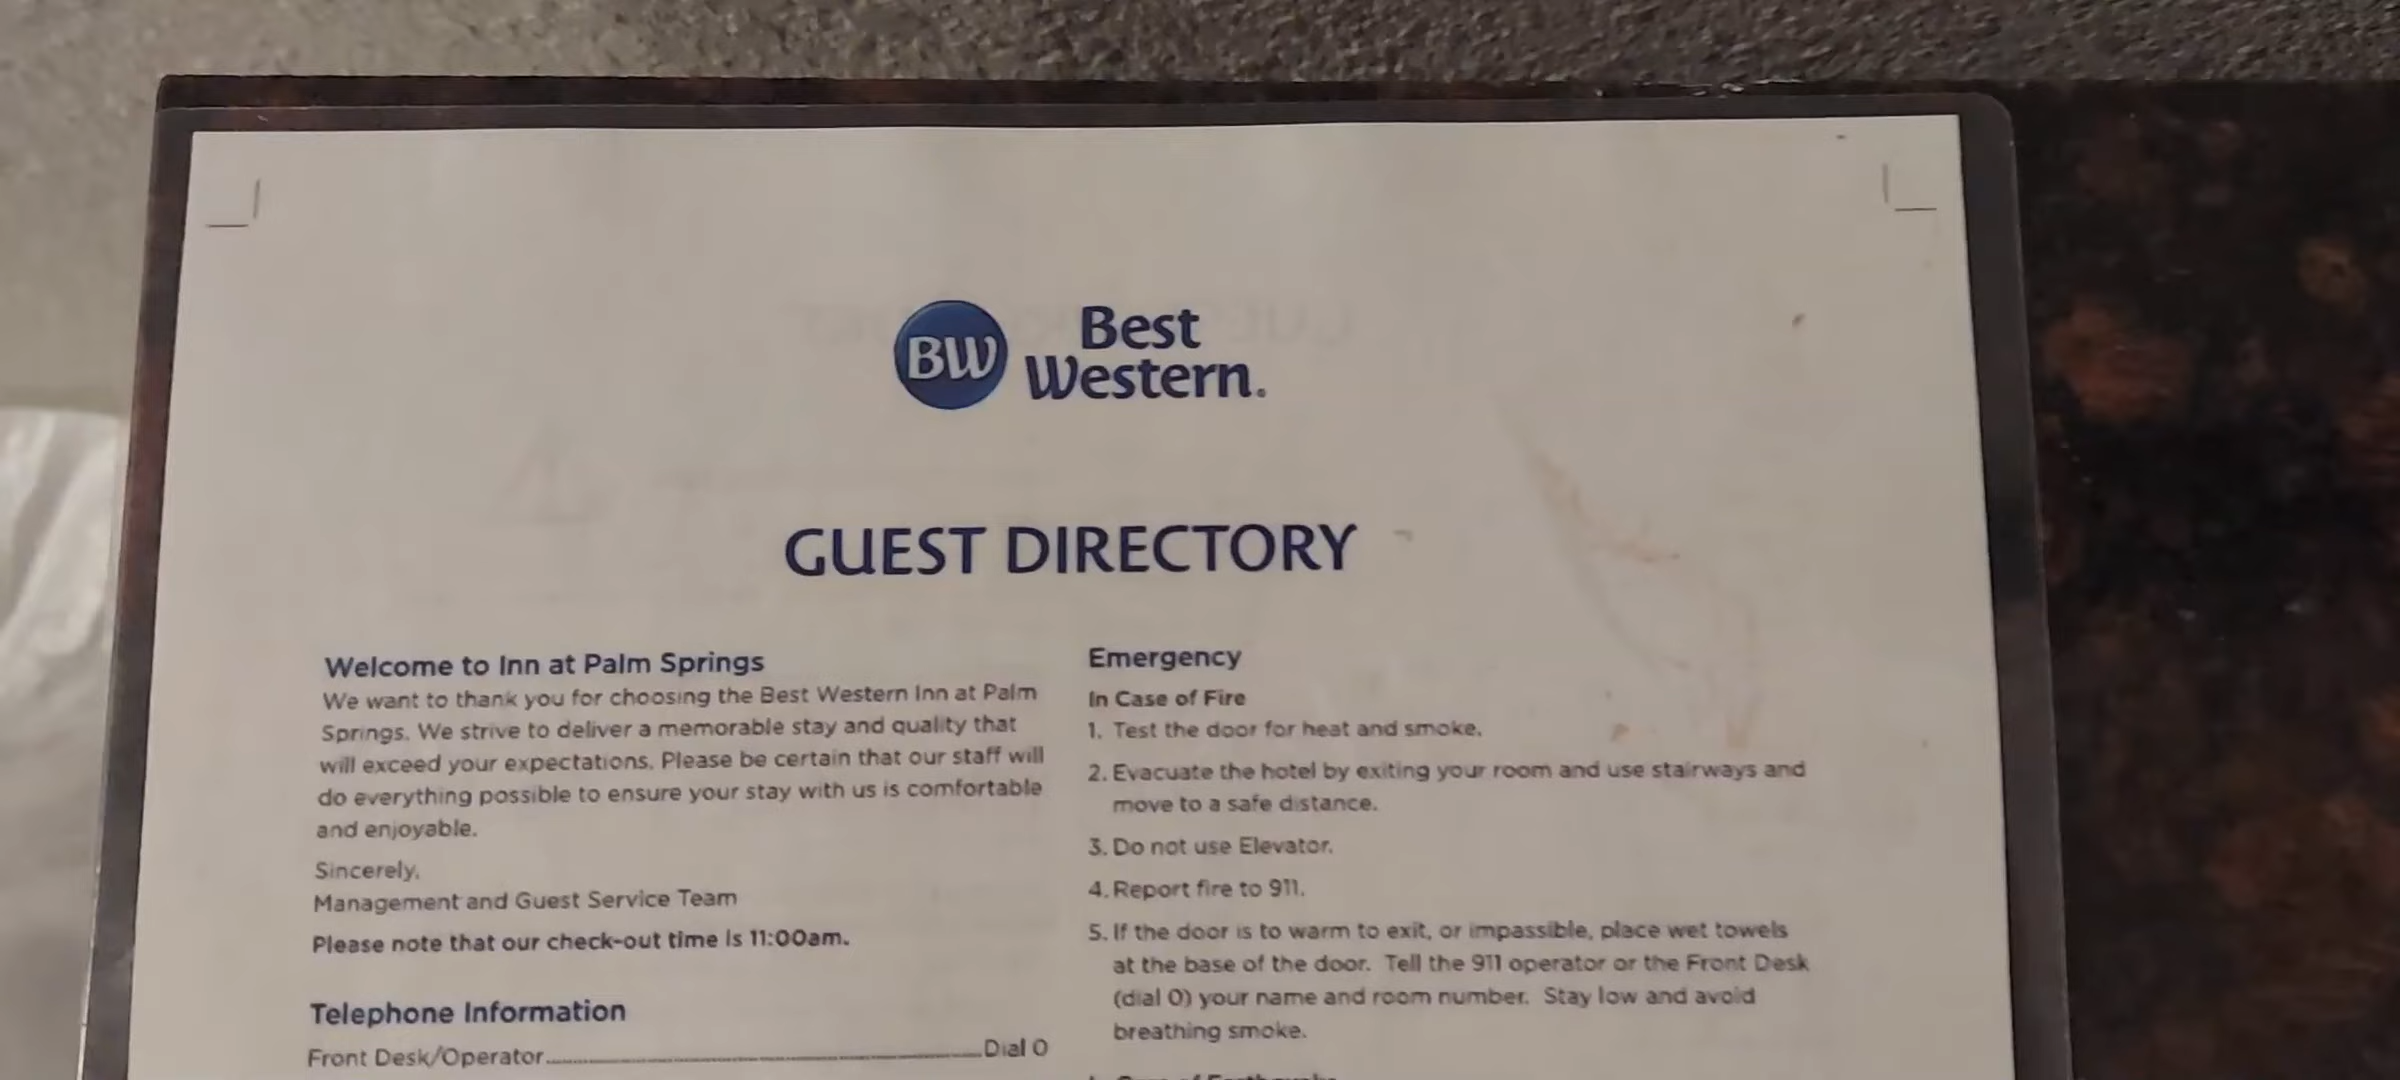 BW Best
Western.
GUEST DIRECTORY
Welcome to Inn at Palm Springs
We want to thank you for choosing the Best Western Inn at Palm
Springs. We strive to deliver a memorable stay and quality that
will exceed your expectations. Please be certain that our staff will
do everything possible to ensure your stay with us is comfortable
and enjoyable.
Sincerely,
Management and Guest Service Team
Please note that our check-out time is 11:00am.
Telephone Information
Front Desk/Operator....................Dial 0
Emergency
In Case of Fire
1. Test the door for heat and smoke.
2. Evacuate the hotel by exiting your room and use stairways and
move to a safe distance.
3. Do not use Elevator.
4. Report fire to 911.
5. If the door is to warm to exit, or impassible, place wet towels
at the base of the door. Tell the 911 operator or the Front Desk
(dial 0) your name and room number. Stay low and avoid
breathing smoke.